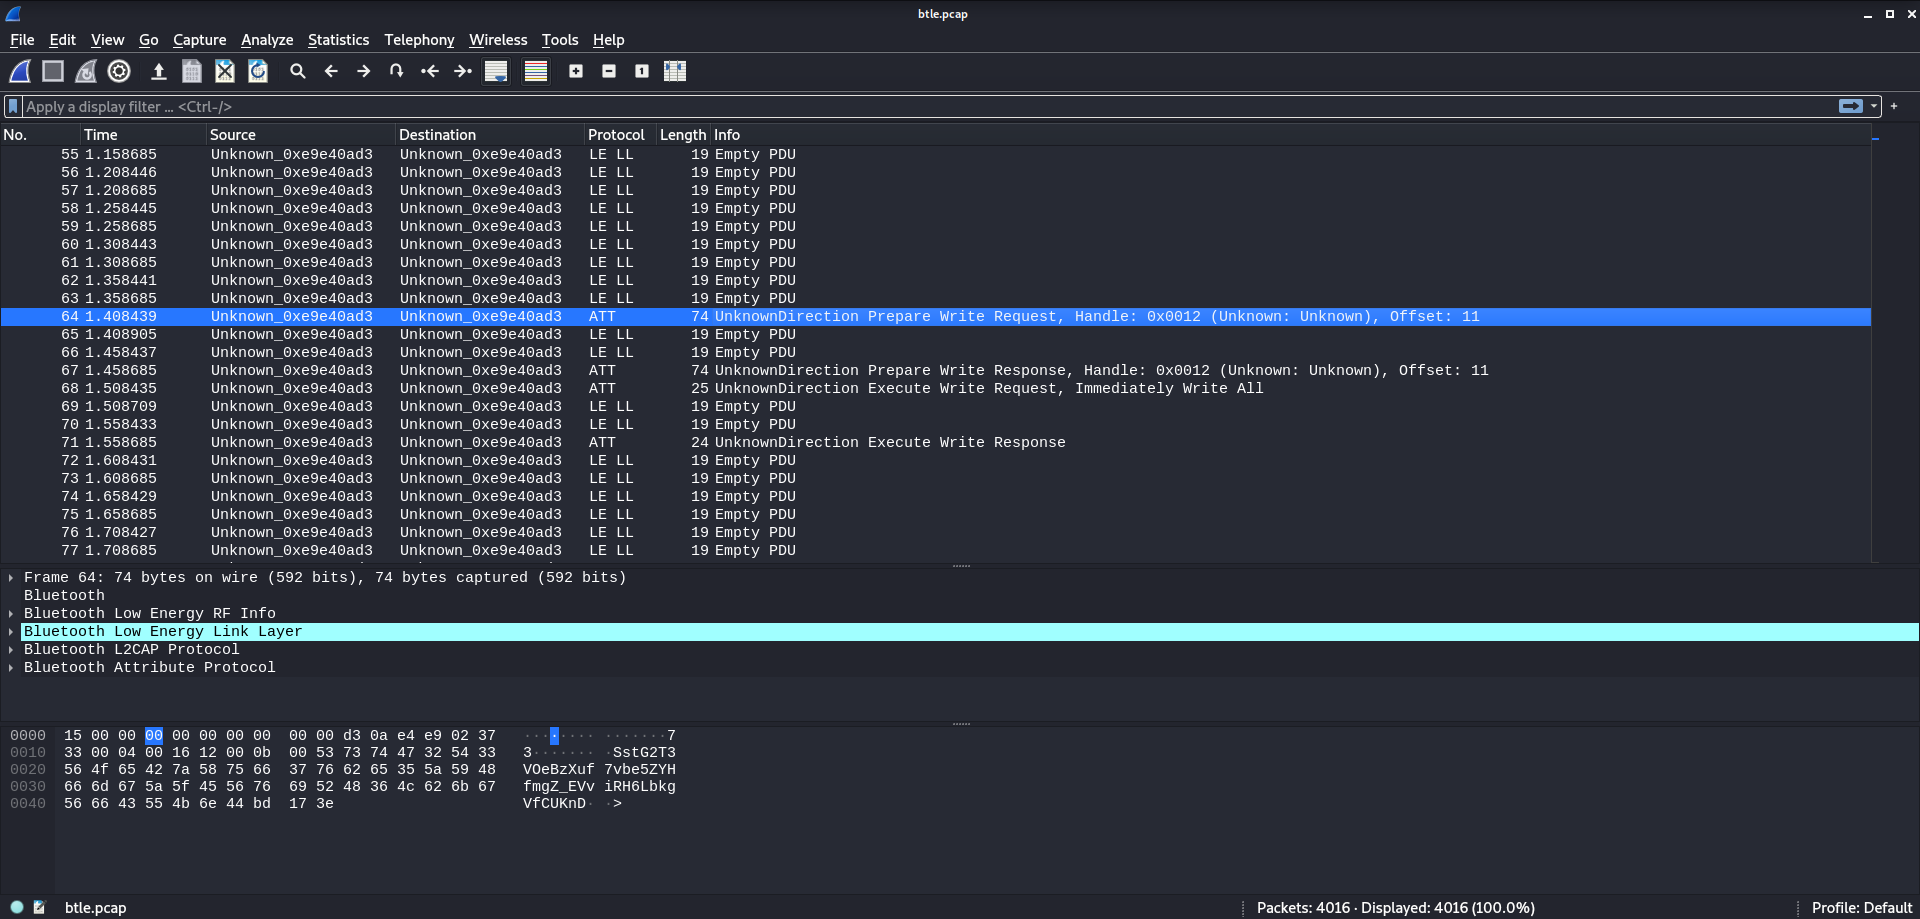 btle.pcap
File Edit View Go Capture Analyze Statistics Telephony Wireless Tools Help
Apply a display filter ... <Ctrl-/>
No. Time Source Destination Protocol Length Info
55 1.158685 Unknown_0xe9e40ad3 Unknown_0xe9e40ad3 LE LL 19 Empty PDU
56 1.208446 Unknown_0xe9e40ad3 Unknown_0xe9e40ad3 LE LL 19 Empty PDU
57 1.208685 Unknown_0xe9e40ad3 Unknown_0xe9e40ad3 LE LL 19 Empty PDU
58 1.258445 Unknown_0xe9e40ad3 Unknown_0xe9e40ad3 LE LL 19 Empty PDU
59 1.258685 Unknown_0xe9e40ad3 Unknown_0xe9e40ad3 LE LL 19 Empty PDU
60 1.308443 Unknown_0xe9e40ad3 Unknown_0xe9e40ad3 LE LL 19 Empty PDU
61 1.308685 Unknown_0xe9e40ad3 Unknown_0xe9e40ad3 LE LL 19 Empty PDU
62 1.358441 Unknown_0xe9e40ad3 Unknown_0xe9e40ad3 LE LL 19 Empty PDU
63 1.358685 Unknown_0xe9e40ad3 Unknown_0xe9e40ad3 LE LL 19 Empty PDU
64 1.408439 Unknown_0xe9e40ad3 Unknown_0xe9e40ad3 ATT 74 UnknownDirection Prepare Write Request, Handle: 0x0012 (Unknown: Unknown), Offset: 11
65 1.408905 Unknown_0xe9e40ad3 Unknown_0xe9e40ad3 LE LL 19 Empty PDU
66 1.458437 Unknown_0xe9e40ad3 Unknown_0xe9e40ad3 LE LL 19 Empty PDU
67 1.458685 Unknown_0xe9e40ad3 Unknown_0xe9e40ad3 ATT 74 UnknownDirection Prepare Write Response, Handle: 0x0012 (Unknown: Unknown), Offset: 11
68 1.508435 Unknown_0xe9e40ad3 Unknown_0xe9e40ad3 ATT 25 UnknownDirection Execute Write Request, Immediately Write All
69 1.508709 Unknown_0xe9e40ad3 Unknown_0xe9e40ad3 LE LL 19 Empty PDU
70 1.558433 Unknown_0xe9e40ad3 Unknown_0xe9e40ad3 LE LL 19 Empty PDU
71 1.558685 Unknown_0xe9e40ad3 Unknown_0xe9e40ad3 ATT 24 UnknownDirection Execute Write Response
72 1.608431 Unknown_0xe9e40ad3 Unknown_0xe9e40ad3 LE LL 19 Empty PDU
73 1.608685 Unknown_0xe9e40ad3 Unknown_0xe9e40ad3 LE LL 19 Empty PDU
74 1.658429 Unknown_0xe9e40ad3 Unknown_0xe9e40ad3 LE LL 19 Empty PDU
75 1.658685 Unknown_0xe9e40ad3 Unknown_0xe9e40ad3 LE LL 19 Empty PDU
76 1.708427 Unknown_0xe9e40ad3 Unknown_0xe9e40ad3 LE LL 19 Empty PDU
77 1.708685 Unknown_0xe9e40ad3 Unknown_0xe9e40ad3 LE LL 19 Empty PDU
Frame 64: 74 bytes on wire (592 bits), 74 bytes captured (592 bits)
Bluetooth
Bluetooth Low Energy RF Info
Bluetooth Low Energy Link Layer
Bluetooth L2CAP Protocol
Bluetooth Attribute Protocol
0000 15 00 00 00 00 00 00 00 00 00 d3 0a e4 e9 02 37 ········ ·······7
0010 33 00 04 00 16 12 00 0b 00 53 73 74 47 32 54 33 3······· ·SstG2T3
0020 56 4f 65 42 7a 58 75 66 37 76 62 65 35 5a 59 48 VOeBzXuf 7vbe5ZYH
0030 66 6d 67 5a 5f 45 56 76 69 52 48 36 4c 62 6b 67 fmgZ_EVv iRH6Lbkg
0040 56 66 43 55 4b 6e 44 bd 17 3e VfCUKnD· ·>
btle.pcap
Packets: 4016 · Displayed: 4016 (100.0%)
Profile: Default